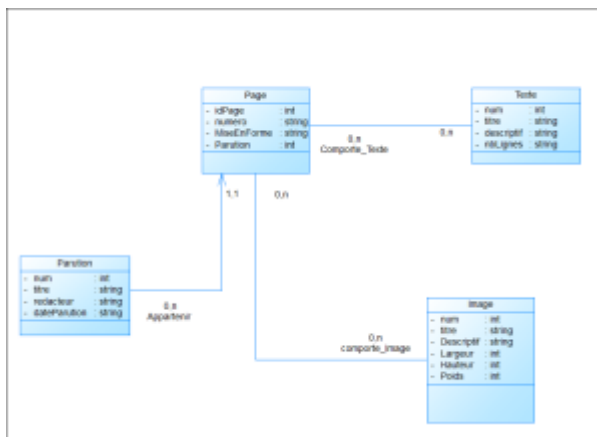 Page
- idPage : int
- numero : string
- MiseEnForme : string
- Parution : int
Texte
- num : int
- titre : string
- descriptif : string
- nbLignes : string
0,n
Comporte_Texte
0,n
1,1
0,n
Parution
- num : int
- titre : string
- redacteur : string
- dateParution : string
0,n
Appartenir
0,n
comporte_image
Image
- num : int
- titre : string
- Descriptif : string
- Largeur : int
- Hauteur : int
- Poids : int